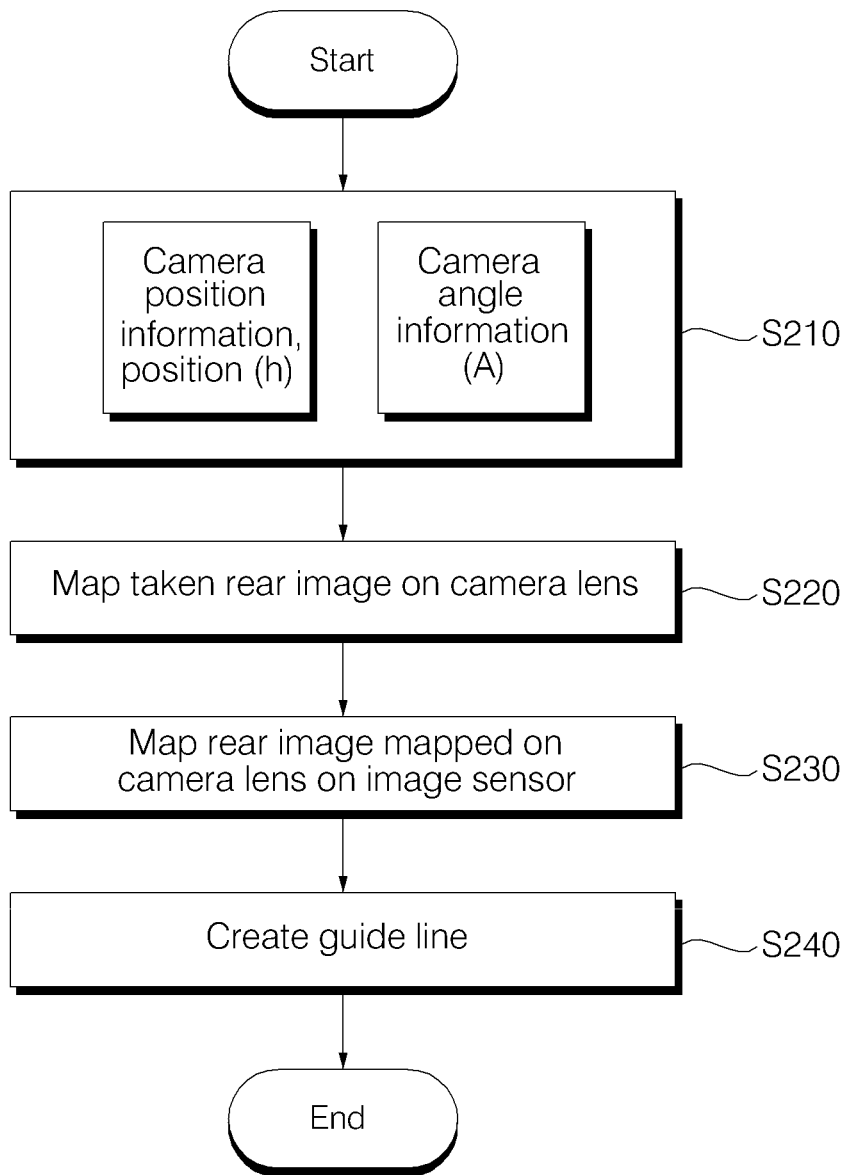 Start
Camera
position
information,
position (h)
Camera
angle
information
(A)
S210
Map taken rear image on camera lens
S220
Map rear image mapped on
camera lens on image sensor
S230
Create guide line
S240
End